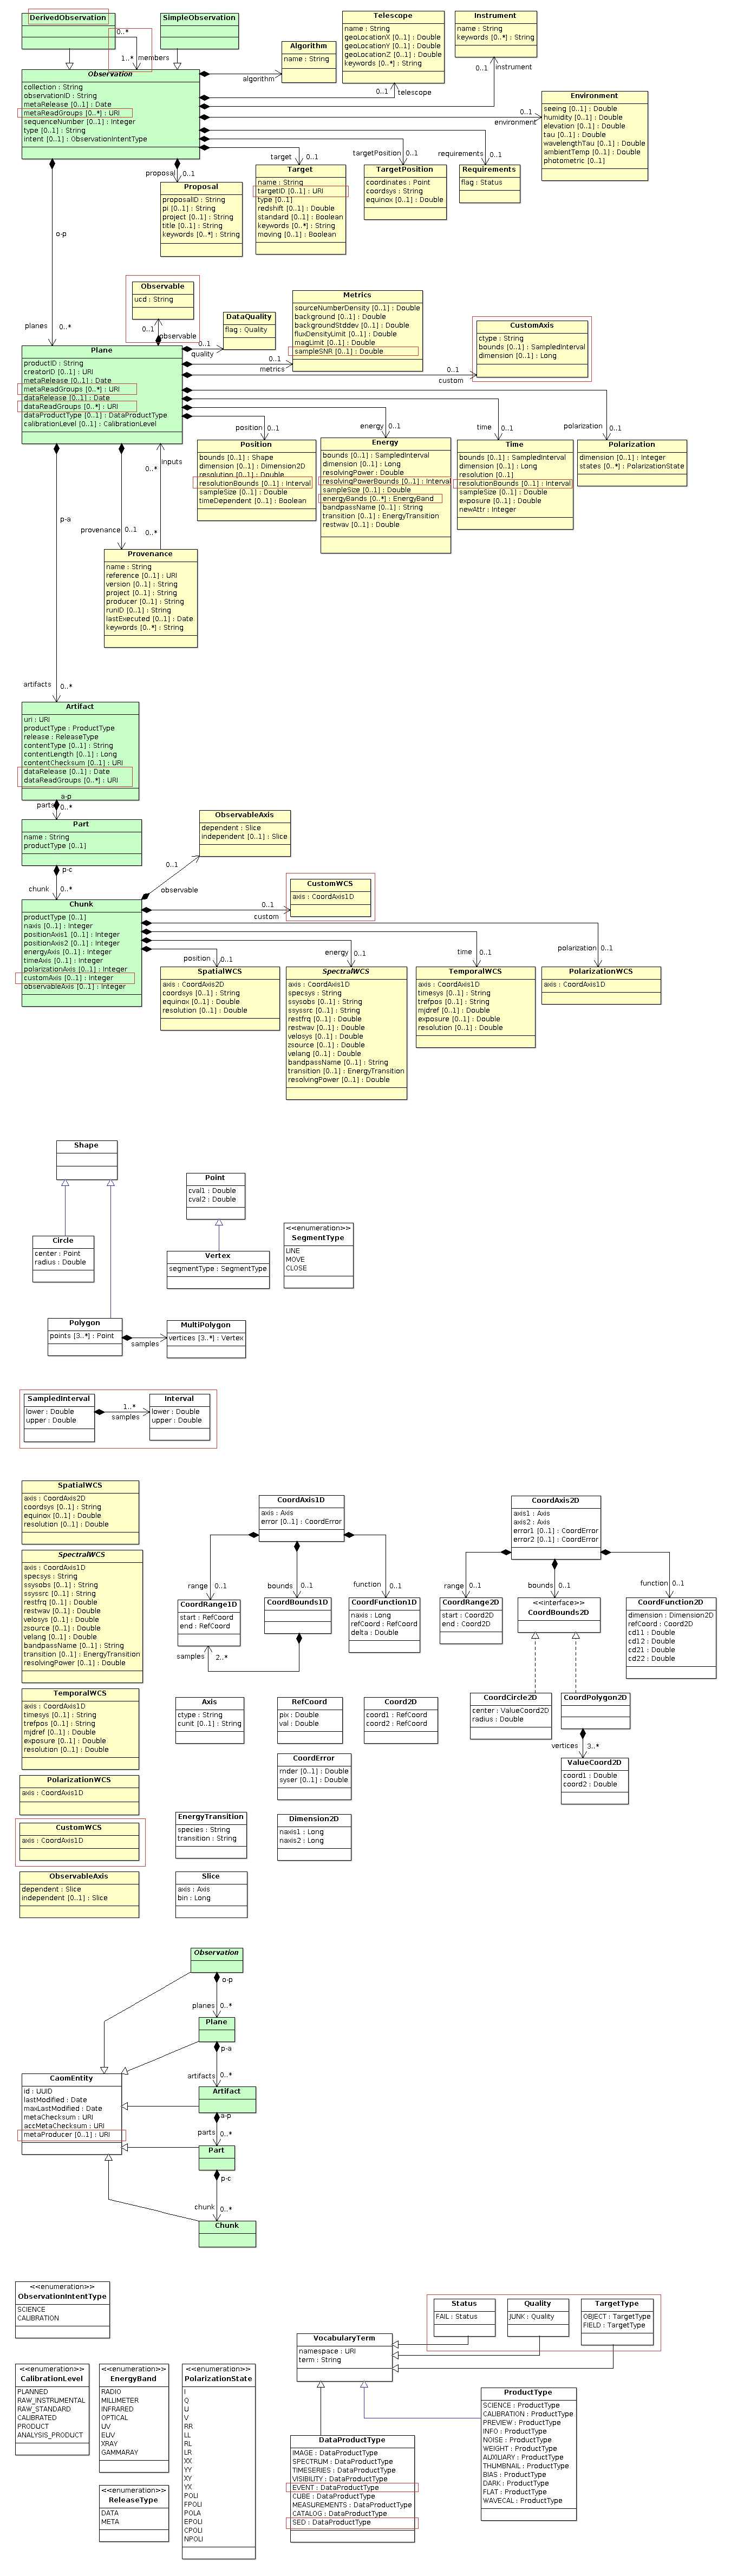 DerivedObservation
SimpleObservation
0..*
1..*
members
Observation
collection : String
observationID : String
metaRelease [0..1] : Date
metaReadGroups [0..*] : URI
sequenceNumber [0..1] : Integer
type [0..1] : String
intent [0..1] : ObservationIntentType
Algorithm
name : String
algorithm
Telescope
name : String
geoLocationX [0..1] : Double
geoLocationY [0..1] : Double
geoLocationZ [0..1] : Double
keywords [0..*] : String
0..1
telescope
Instrument
name : String
keywords [0..*] : String
0..1
instrument
Environment
seeing [0..1] : Double
humidity [0..1] : Double
elevation [0..1] : Double
tau [0..1] : Double
wavelengthTau [0..1] : Double
ambientTemp [0..1] : Double
photometric [0..1]
0..1
environment
proposal
0..1
Proposal
proposalID : String
pi [0..1] : String
project [0..1] : String
title [0..1] : String
keywords [0..*] : String
target
0..1
Target
name : String
targetID [0..1] : URI
type [0..1]
redshift [0..1] : Double
standard [0..1] : Boolean
keywords [0..*] : String
moving [0..1] : Boolean
targetPosition
0..1
TargetPosition
coordinates : Point
coordsys : String
equinox [0..1] : Double
requirements
0..1
Requirements
flag : Status
o-p
planes
0..*
Observable
ucd : String
0..1
observable
DataQuality
flag : Quality
0..1
quality
Metrics
sourceNumberDensity [0..1] : Double
background [0..1] : Double
backgroundStddev [0..1] : Double
fluxDensityLimit [0..1] : Double
magLimit [0..1] : Double
sampleSNR [0..1] : Double
0..1
metrics
CustomAxis
ctype : String
bounds [0..1] : SampledInterval
dimension [0..1] : Long
0..1
custom
Plane
productID : String
creatorID [0..1] : URI
metaRelease [0..1] : Date
metaReadGroups [0..*] : URI
dataRelease [0..1] : Date
dataReadGroups [0..*] : URI
dataProductType [0..1] : DataProductType
calibrationLevel [0..1] : CalibrationLevel
position
0..1
Position
bounds [0..1] : Shape
dimension [0..1] : Dimension2D
resolution [0..1] : Double
resolutionBounds [0..1] : Interval
sampleSize [0..1] : Double
timeDependent [0..1] : Boolean
energy
0..1
Energy
bounds [0..1] : SampledInterval
dimension [0..1] : Long
resolvingPower [0..1] : Double
resolvingPowerBounds [0..1] : Interval
sampleSize [0..1] : Double
energyBands [0..*] : EnergyBand
bandpassName [0..1] : String
transition [0..1] : EnergyTransition
restwav [0..1] : Double
time
0..1
Time
bounds [0..1] : SampledInterval
dimension [0..1] : Long
resolution [0..1]
resolutionBounds [0..1] : Interval
sampleSize [0..1] : Double
exposure [0..1] : Double
newAttr : Integer
polarization
0..1
Polarization
dimension [0..1] : Integer
states [0..*] : PolarizationState
inputs
0..*
provenance
0..1
0..*
Provenance
name : String
reference [0..1] : URI
version [0..1] : String
project [0..1] : String
producer [0..1] : String
runID [0..1] : String
lastExecuted [0..1] : Date
keywords [0..*] : String
p-a
artifacts
0..*
Artifact
uri : URI
productType : ProductType
release : ReleaseType
contentType [0..1] : String
contentLength [0..1] : Long
contentChecksum [0..1] : URI
dataRelease [0..1] : Date
dataReadGroups [0..*] : URI
a-p
parts
0..*
Part
name : String
productType [0..1]
p-c
chunk
0..*
ObservableAxis
dependent : Slice
independent [0..1] : Slice
0..1
observable
Chunk
productType [0..1]
naxis [0..1] : Integer
positionAxis1 [0..1] : Integer
positionAxis2 [0..1] : Integer
energyAxis [0..1] : Integer
timeAxis [0..1] : Integer
polarizationAxis [0..1] : Integer
customAxis [0..1] : Integer
observableAxis [0..1] : Integer
CustomWCS
axis : CoordAxis1D
0..1
custom
position
0..1
SpatialWCS
axis : CoordAxis2D
coordsys [0..1] : String
equinox [0..1] : Double
resolution [0..1] : Double
energy
0..1
SpectralWCS
axis : CoordAxis1D
specsys : String
ssysobs [0..1] : String
ssyssrc [0..1] : String
restfrq [0..1] : Double
restwav [0..1] : Double
velosys [0..1] : Double
zsource [0..1] : Double
velang [0..1] : Double
bandpassName [0..1] : String
transition [0..1] : EnergyTransition
resolvingPower [0..1] : Double
time
0..1
TemporalWCS
axis : CoordAxis1D
timesys [0..1] : String
trefpos [0..1] : String
mjdref [0..1] : Double
exposure [0..1] : Double
resolution [0..1] : Double
polarization
0..1
PolarizationWCS
axis : CoordAxis1D
Shape
Circle
center : Point
radius : Double
Point
cval1 : Double
cval2 : Double
Vertex
segmentType : SegmentType
<<enumeration>>
SegmentType
LINE
MOVE
CLOSE
Polygon
points [3..*] : Point
samples
MultiPolygon
vertices [3..*] : Vertex
SampledInterval
lower : Double
upper : Double
1..*
samples
Interval
lower : Double
upper : Double
SpatialWCS
axis : CoordAxis2D
coordsys [0..1] : String
equinox [0..1] : Double
resolution [0..1] : Double
SpectralWCS
axis : CoordAxis1D
specsys : String
ssysobs [0..1] : String
ssyssrc [0..1] : String
restfrq [0..1] : Double
restwav [0..1] : Double
velosys [0..1] : Double
zsource [0..1] : Double
velang [0..1] : Double
bandpassName [0..1] : String
transition [0..1] : EnergyTransition
resolvingPower [0..1] : Double
TemporalWCS
axis : CoordAxis1D
timesys [0..1] : String
trefpos [0..1] : String
mjdref [0..1] : Double
exposure [0..1] : Double
resolution [0..1] : Double
PolarizationWCS
axis : CoordAxis1D
CustomWCS
axis : CoordAxis1D
ObservableAxis
dependent : Slice
independent [0..1] : Slice
CoordAxis1D
axis : Axis
error [0..1] : CoordError
range
0..1
bounds
0..1
function
0..1
CoordRange1D
start : RefCoord
end : RefCoord
CoordBounds1D
samples
2..*
CoordFunction1D
naxis : Long
refCoord : RefCoord
delta : Double
CoordAxis2D
axis1 : Axis
axis2 : Axis
error1 [0..1] : CoordError
error2 [0..1] : CoordError
range
0..1
bounds
0..1
function
0..1
CoordRange2D
start : Coord2D
end : Coord2D
<<interface>>
CoordBounds2D
CoordFunction2D
dimension : Dimension2D
refCoord : Coord2D
cd11 : Double
cd12 : Double
cd21 : Double
cd22 : Double
CoordCircle2D
center : ValueCoord2D
radius : Double
CoordPolygon2D
vertices
3..*
ValueCoord2D
coord1 : Double
coord2 : Double
Axis
ctype : String
cunit [0..1] : String
RefCoord
pix : Double
val : Double
Coord2D
coord1 : RefCoord
coord2 : RefCoord
CoordError
rnder [0..1] : Double
syser [0..1] : Double
EnergyTransition
species : String
transition : String
Dimension2D
naxis1 : Long
naxis2 : Long
Slice
axis : Axis
bin : Long
Observation
o-p
planes
0..*
Plane
p-a
artifacts
0..*
Artifact
a-p
parts
0..*
Part
p-c
chunk
0..*
Chunk
CaomEntity
id : UUID
lastModified : Date
maxLastModified : Date
metaChecksum : URI
accMetaChecksum : URI
metaProducer [0..1] : URI
<<enumeration>>
ObservationIntentType
SCIENCE
CALIBRATION
<<enumeration>>
CalibrationLevel
PLANNED
RAW_INSTRUMENTAL
RAW_STANDARD
CALIBRATED
PRODUCT
ANALYSIS_PRODUCT
<<enumeration>>
EnergyBand
RADIO
MILLIMETER
INFRARED
OPTICAL
UV
EUV
XRAY
GAMMARAY
<<enumeration>>
ReleaseType
DATA
META
<<enumeration>>
PolarizationState
I
Q
U
V
RR
LL
RL
LR
XX
YY
XY
YX
POLI
FPOLI
POLA
EPOLI
CPOLI
NPOLI
Status
FAIL : Status
Quality
JUNK : Quality
TargetType
OBJECT : TargetType
FIELD : TargetType
VocabularyTerm
namespace : URI
term : String
DataProductType
IMAGE : DataProductType
SPECTRUM : DataProductType
TIMESERIES : DataProductType
VISIBILITY : DataProductType
EVENT : DataProductType
CUBE : DataProductType
MEASUREMENTS : DataProductType
CATALOG : DataProductType
SED : DataProductType
ProductType
SCIENCE : ProductType
CALIBRATION : ProductType
PREVIEW : ProductType
INFO : ProductType
NOISE : ProductType
WEIGHT : ProductType
AUXILIARY : ProductType
THUMBNAIL : ProductType
BIAS : ProductType
DARK : ProductType
FLAT : ProductType
WAVECAL : ProductType